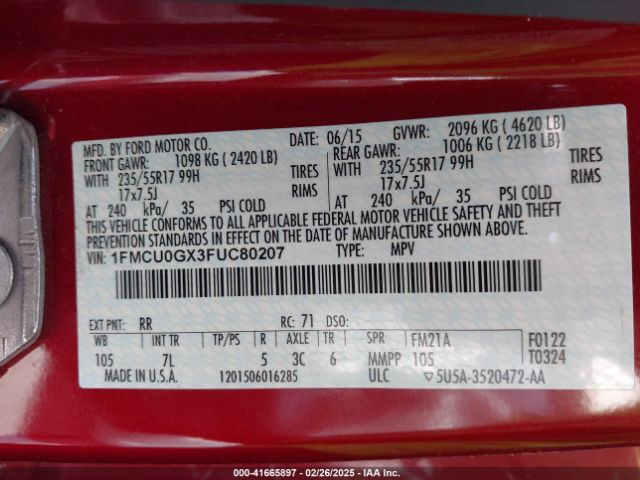 MFD. BY FORD MOTOR CO. DATE: 06/15 GVWR: 2096 KG ( 4620 LB)
FRONT GAWR: 1098 KG ( 2420 LB) REAR GAWR: 1006 KG ( 2218 LB)
WITH 235/55R17 99H TIRES WITH 235/55R17 99H TIRES
17x7.5J RIMS 17x7.5J RIMS
AT 240 kPa/ 35 PSI COLD AT 240 kPa/ 35 PSI COLD
THIS VEHICLE CONFORMS TO ALL APPLICABLE FEDERAL MOTOR VEHICLE SAFETY AND THEFT
PREVENTION STANDARDS IN EFFECT ON THE DATE OF MANUFACTURE SHOWN ABOVE.
VIN: 1FMCU0GX3FUC80207 TYPE: MPV
EXT PNT: RR RC: 71 DSO:
WB INT TR TP/PS R AXLE TR SPR FM21A F0122
105 7L 5 3C 6 MMPP 105 T0324
MADE IN U.S.A. 1201506016285 ULC ▽5U5A-3520472-AA
000-41665897 - 02/26/2025 - IAA Inc.